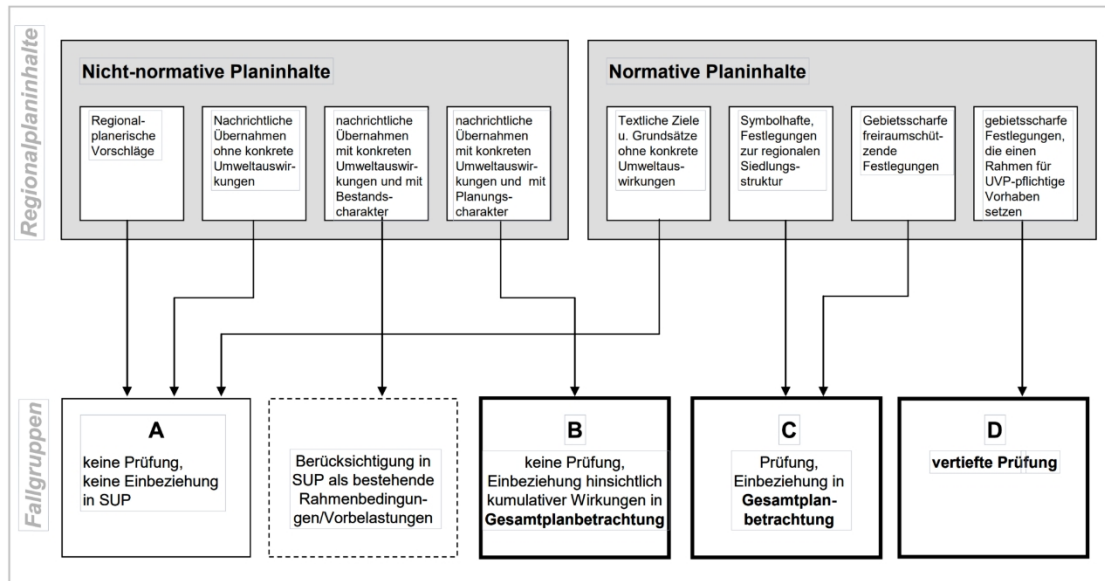 Regionalplaninhalte
Nicht-normative Planinhalte
Regional-
planerische
Vorschläge
Nachrichtliche
Übernahmen
ohne konkrete
Umweltauswir-
kungen
nachrichtliche
Übernahmen
mit konkreten
Umweltauswir-
kungen und mit
Bestands-
charakter
nachrichtliche
Übernahmen
mit konkreten
Umweltauswir-
kungen und mit
Planungs-
charakter
Normative Planinhalte
Textliche Ziele
u. Grundsätze
ohne konkrete
Umweltaus-
wirkungen
Symbolhafte,
Festlegungen
zur regionalen
Siedlungs-
struktur
Gebietsscharfe
freiraumschüt-
zende
Festlegungen
gebietsscharfe
Festlegungen,
die einen
Rahmen für
UVP-pflichtige
Vorhaben
setzen
Fallgruppen
A
keine Prüfung,
keine Einbeziehung
in SUP
Berücksichtigung in
SUP als bestehende
Rahmenbedingun-
gen/Vorbelastungen
B
keine Prüfung,
Einbeziehung hinsichtlich
kumulativer Wirkungen in
Gesamtplanbetrachtung
C
Prüfung,
Einbeziehung in
Gesamtplan-
betrachtung
D
vertiefte Prüfung